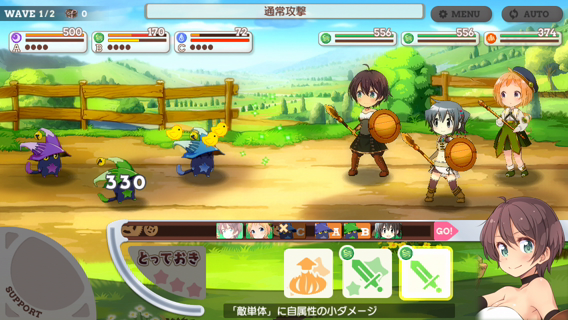 WAVE 1/2 0
通常攻撃
MENU
AUTO
500
170
72
556
556
374
A
B
C
330
A
B
GO!
とっておき
SUPPORT
「敵単体」に自属性の小ダメージ